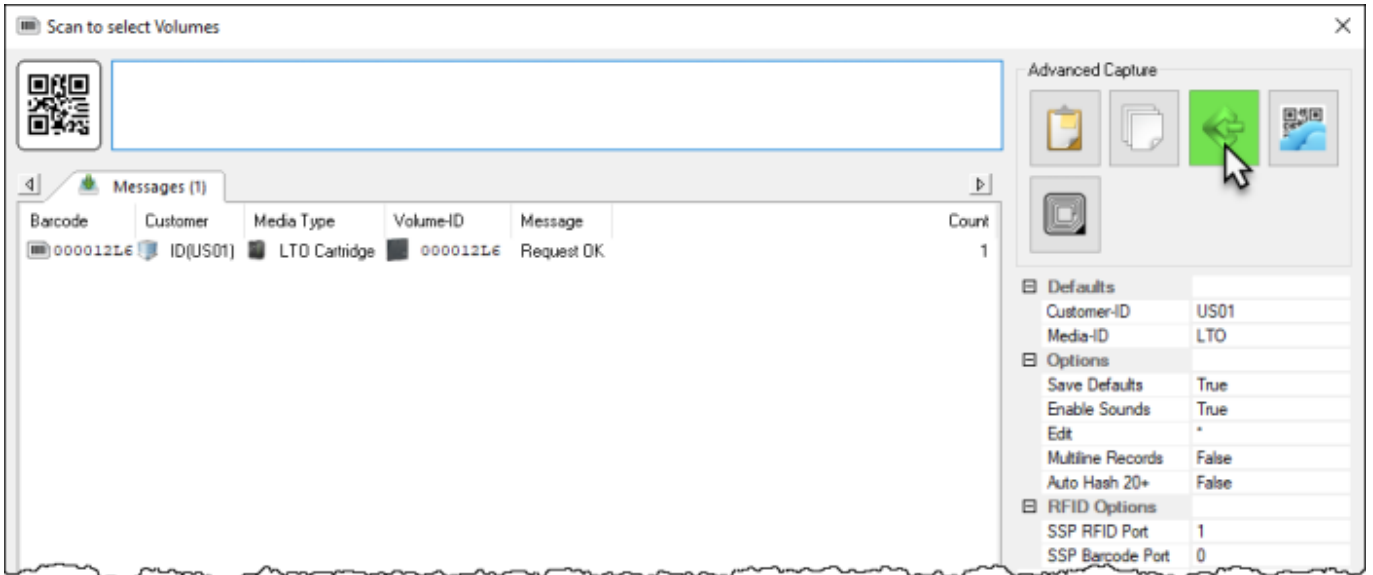 Scan to select Volumes
Advanced Capture
Messages (1)
Barcode Customer Media Type Volume-ID Message Count
000012L6 ID(US01) LTO Cartridge 000012L6 Request OK 1
Defaults
Customer-ID US01
Media-ID LTO
Options
Save Defaults True
Enable Sounds True
Edit *
Multiline Records False
Auto Hash 20+ False
RFID Options
SSP RFID Port 1
SSP Barcode Port 0